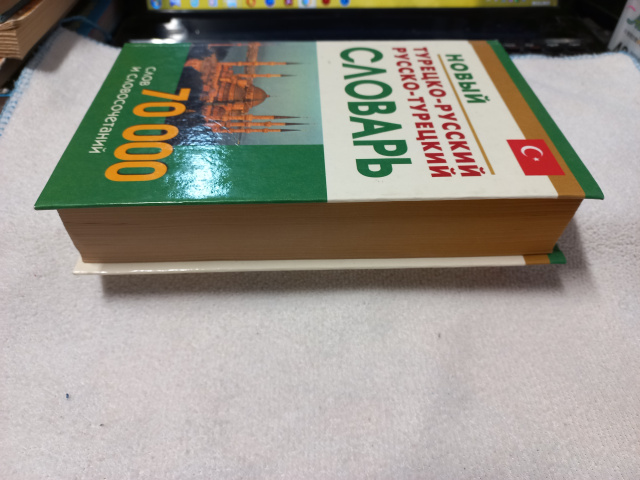 НОВЫЙ
ТУРЕЦКО-РУССКИЙ
РУССКО-ТУРЕЦКИЙ
СЛОВАРЬ
70 000
СЛОВ
И СЛОВОСОЧЕТАНИЙ